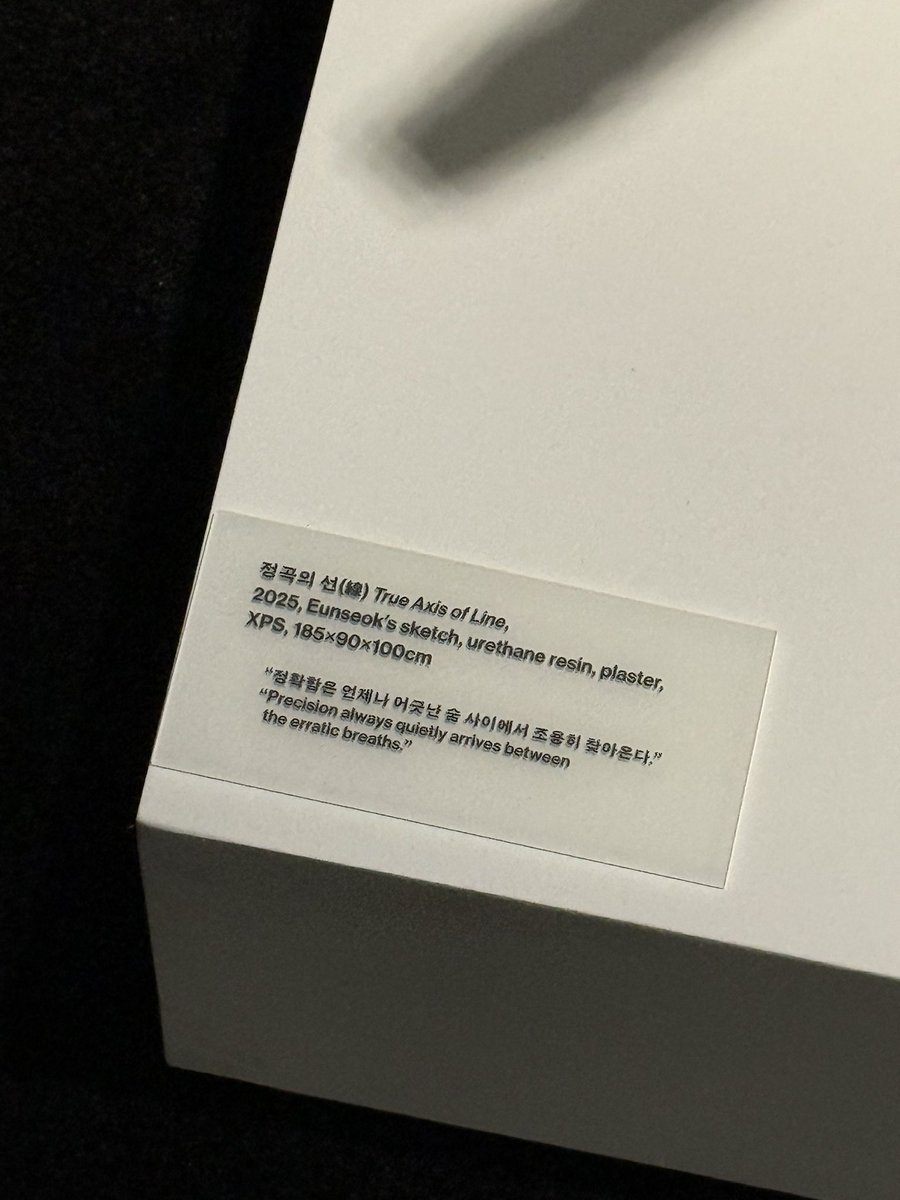 정곡의 선(線) True Axis of Line,
2025, Eunseok’s sketch, urethane resin, plaster,
XPS, 185×90×100cm
“정확함은 언제나 어긋난 숨 사이에서 조용히 찾아온다.”
“Precision always quietly arrives between
the erratic breaths.”